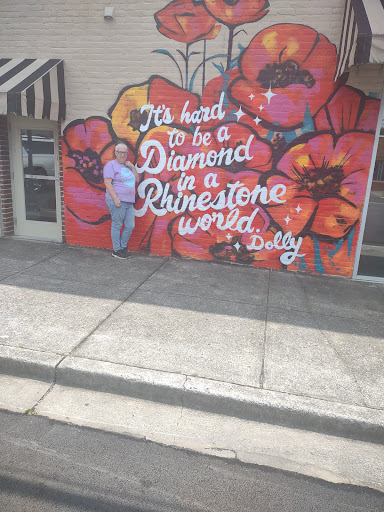 It's hard
to be a
Diamond
in a
Rhinestone
world.
Dolly